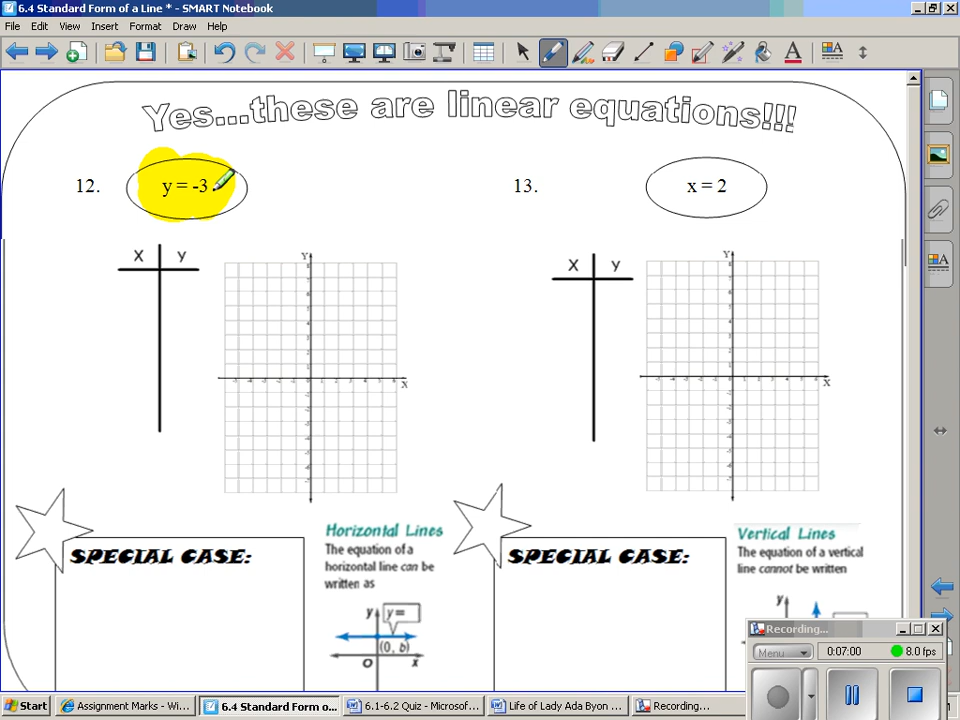 6.4 Standard Form of a Line * - SMART Notebook
File Edit View Insert Format Draw Help
Yes...these are linear equations!!!
12. y = -3
13. x = 2
X Y
X Y
Y
X
Y
X
SPECIAL CASE:
Horizontal Lines
The equation of a
horizontal line can be
written as
y y=
(0, b)
O x
SPECIAL CASE:
Vertical Lines
The equation of a vertical
line cannot be written
y
Recording...
Menu 0:07:00 8.0 fps
Start Assignment Marks - Wi... 6.4 Standard Form o... 6.1-6.2 Quiz - Microsof... Life of Lady Ada Byon ... Recording...